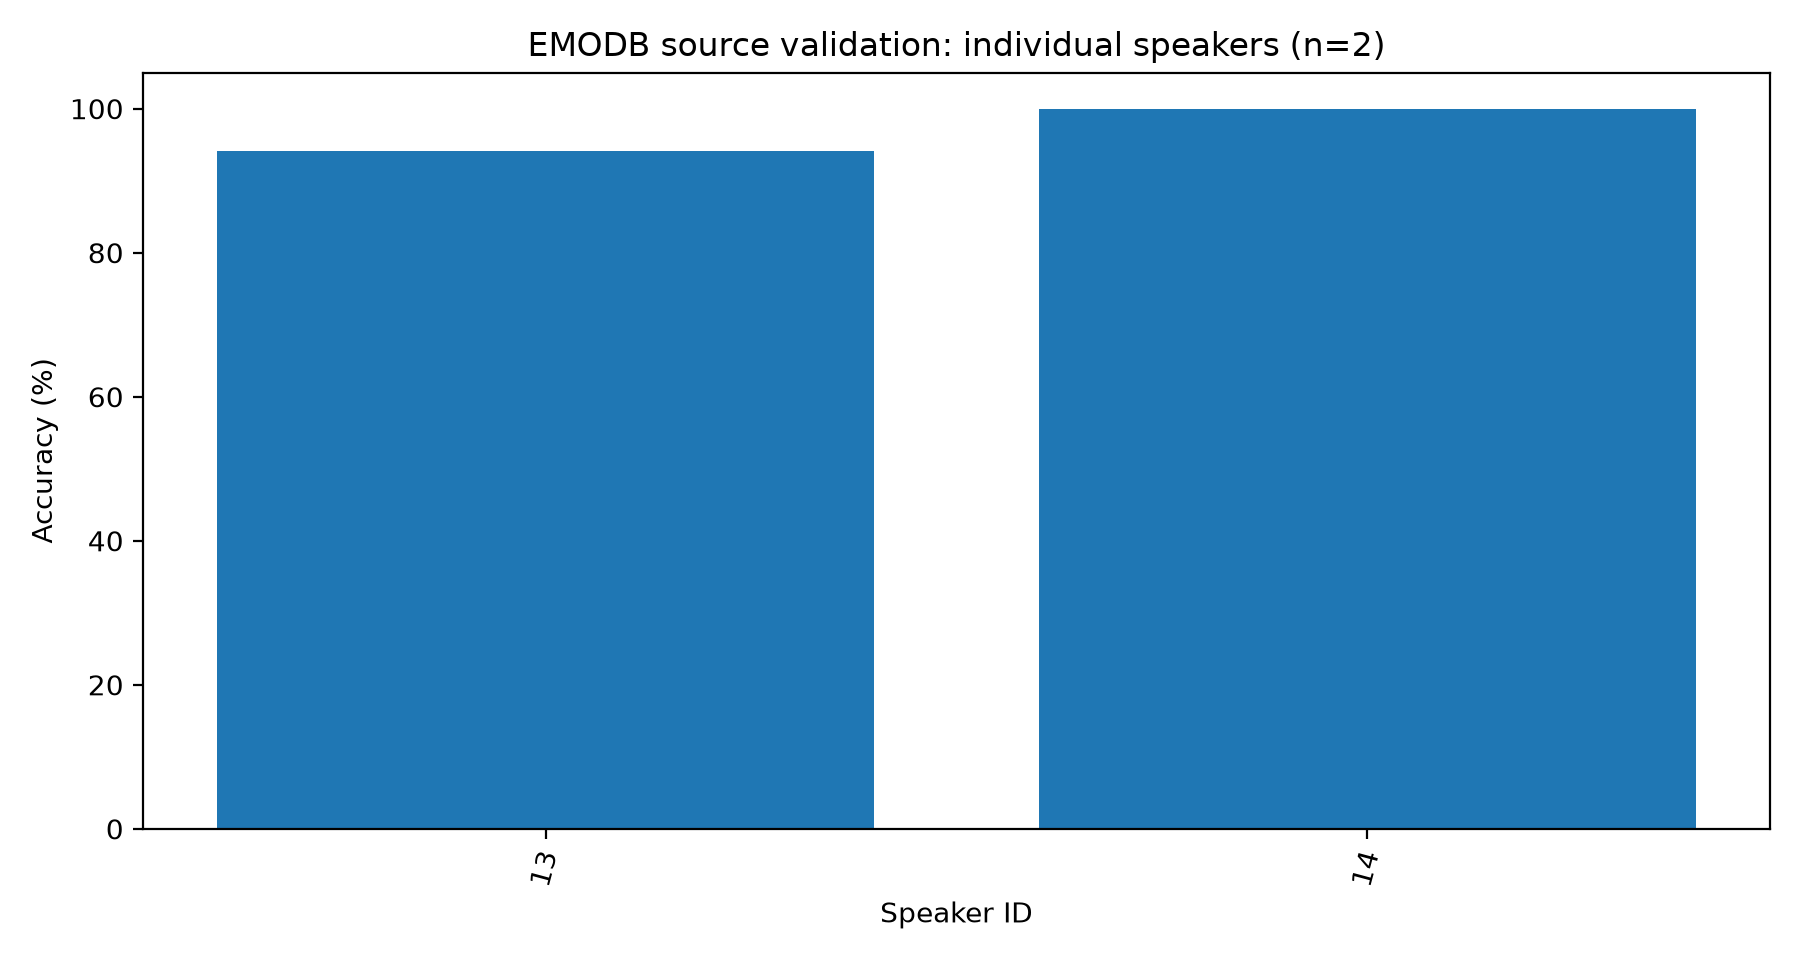 EMODB source validation: individual speakers (n=2)
Accuracy (%)
100
80
60
40
20
0
13
14
Speaker ID